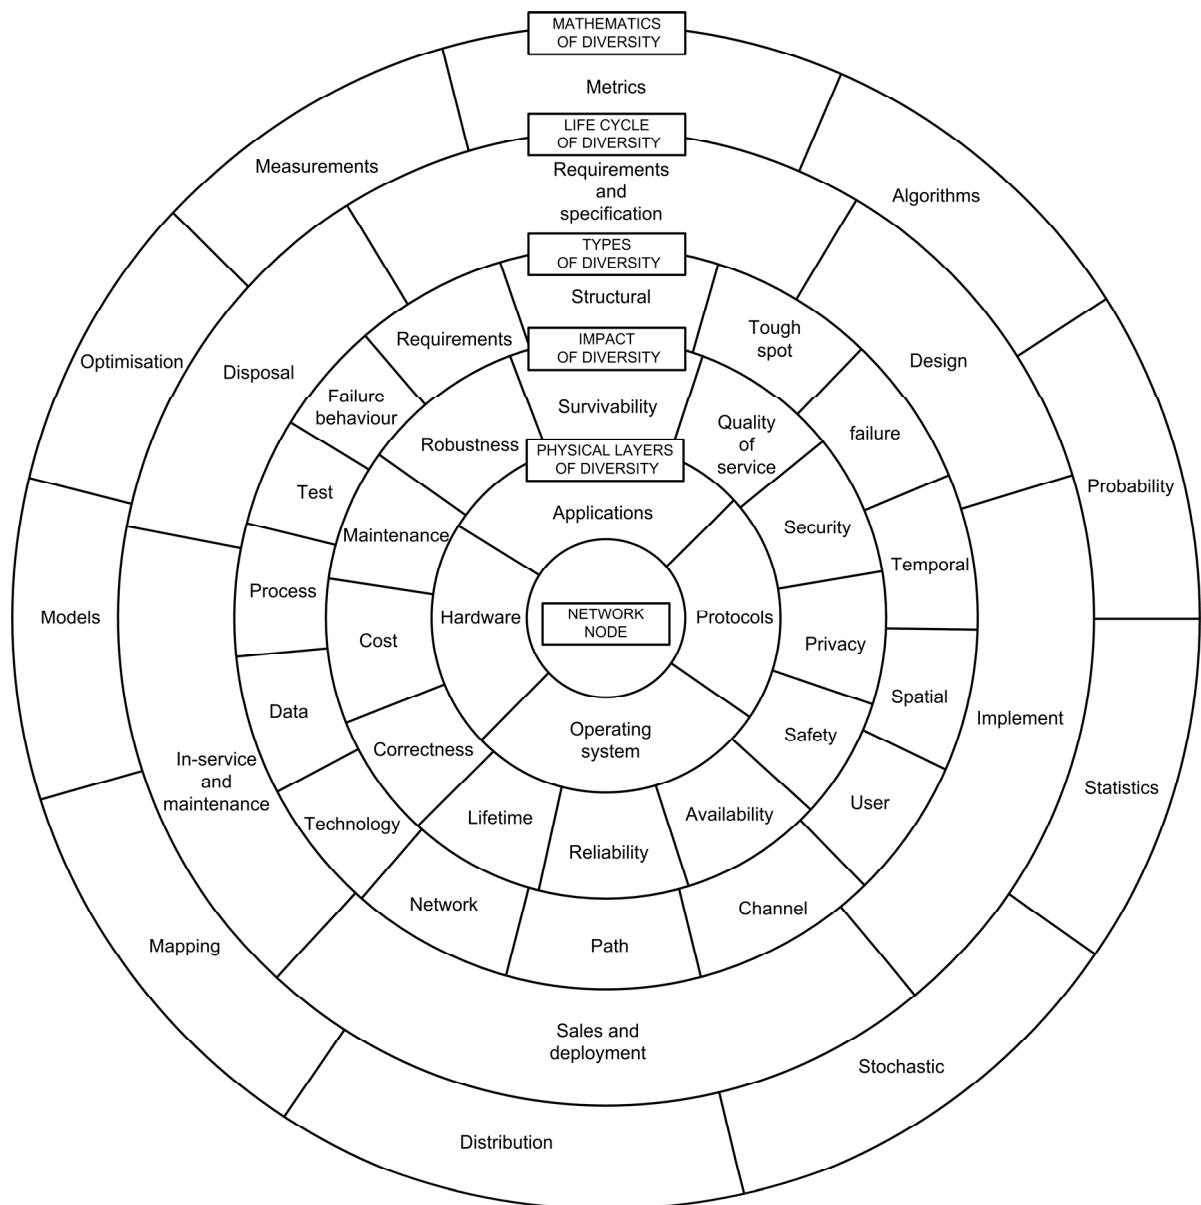 MATHEMATICS
OF DIVERSITY
Metrics
Algorithms
Probability
Statistics
Stochastic
Distribution
Mapping
Models
Optimisation
Measurements
LIFE CYCLE
OF DIVERSITY
Requirements
and
specification
Design
Implement
Sales and
deployment
In-service
and
maintenance
Disposal
TYPES
OF DIVERSITY
Structural
Tough
spot
failure
Temporal
Spatial
User
Channel
Path
Network
Technology
Data
Process
Test
Failure
behaviour
Requirements
IMPACT
OF DIVERSITY
Survivability
Quality
of
service
Security
Privacy
Safety
Availability
Reliability
Lifetime
Correctness
Cost
Maintenance
Robustness
PHYSICAL LAYERS
OF DIVERSITY
Applications
Protocols
Operating
system
Hardware
NETWORK
NODE